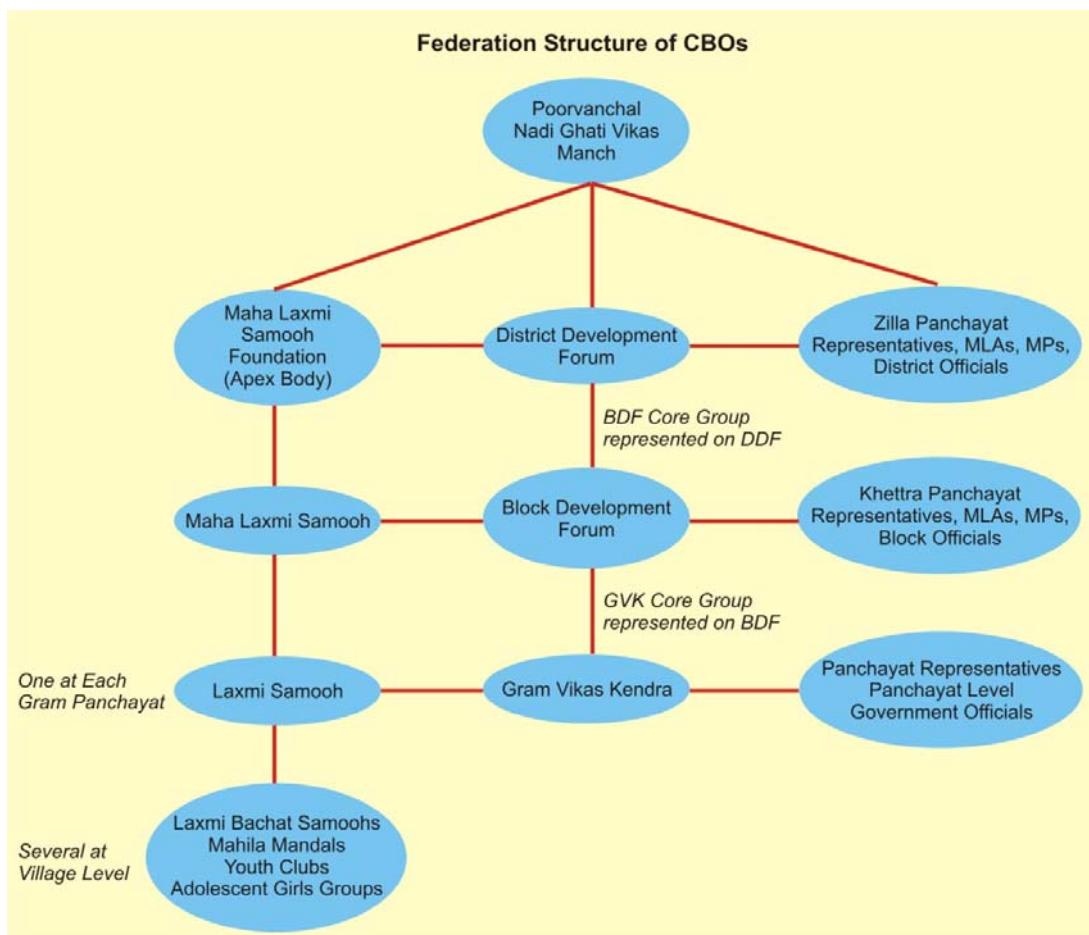 Federation Structure of CBOs
Poorvanchal
Nadi Ghati Vikas
Manch
Maha Laxmi
Samooh
Foundation
(Apex Body)
District Development
Forum
Zilla Panchayat
Representatives, MLAs, MPs,
District Officials
BDF Core Group
represented on DDF
Maha Laxmi Samooh
Block Development
Forum
Khettra Panchayat
Representatives, MLAs, MPs,
Block Officials
GVK Core Group
represented on BDF
One at Each
Gram Panchayat
Laxmi Samooh
Gram Vikas Kendra
Panchayat Representatives
Panchayat Level
Government Officials
Several at
Village Level
Laxmi Bachat Samoohs
Mahila Mandals
Youth Clubs
Adolescent Girls Groups